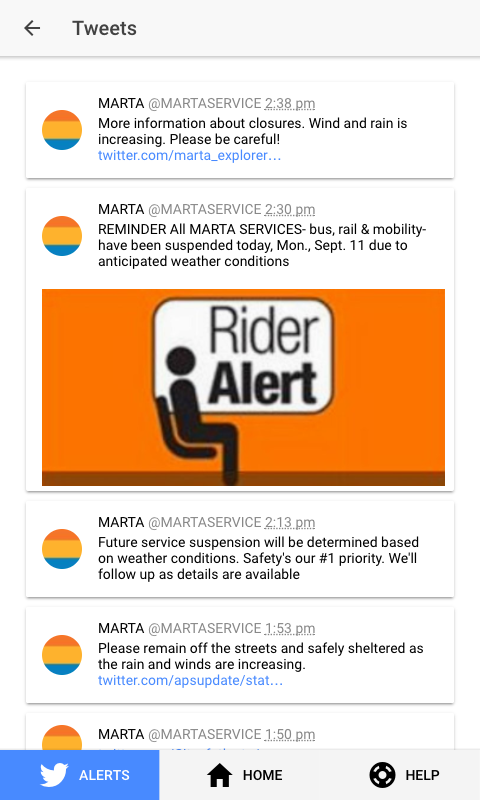 Tweets
MARTA @MARTASERVICE 2:38 pm
More information about closures. Wind and rain is
increasing. Please be careful!
twitter.com/marta_explorer…
MARTA @MARTASERVICE 2:30 pm
REMINDER All MARTA SERVICES- bus, rail & mobility-
have been suspended today, Mon., Sept. 11 due to
anticipated weather conditions
Rider
Alert
MARTA @MARTASERVICE 2:13 pm
Future service suspension will be determined based
on weather conditions. Safety's our #1 priority. We'll
follow up as details are available
MARTA @MARTASERVICE 1:53 pm
Please remain off the streets and safely sheltered as
the rain and winds are increasing.
twitter.com/apsupdate/stat…
MARTA @MARTASERVICE 1:50 pm
ALERTS
HOME
HELP